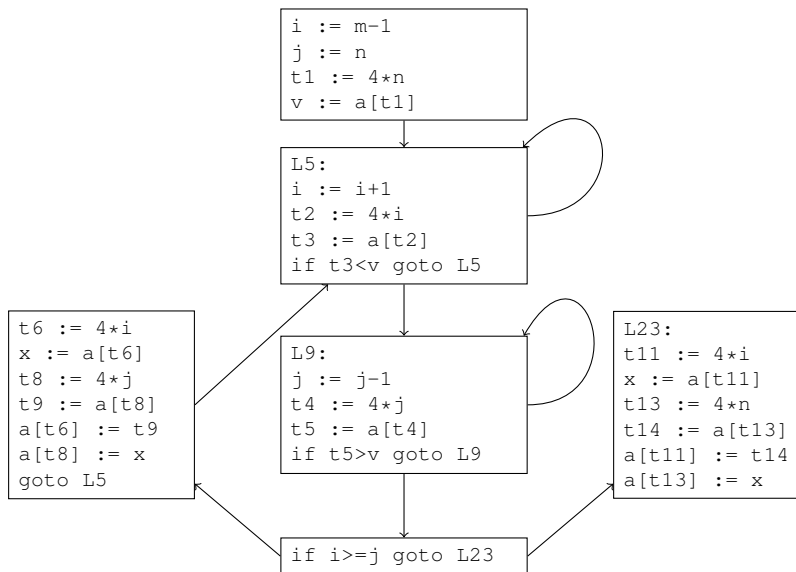 i := m-1
j := n
t1 := 4*n
v := a[t1]
L5:
i := i+1
t2 := 4*i
t3 := a[t2]
if t3<v goto L5
t6 := 4*i
x := a[t6]
t8 := 4*j
t9 := a[t8]
a[t6] := t9
a[t8] := x
goto L5
L9:
j := j-1
t4 := 4*j
t5 := a[t4]
if t5>v goto L9
L23:
t11 := 4*i
x := a[t11]
t13 := 4*n
t14 := a[t13]
a[t11] := t14
a[t13] := x
if i>=j goto L23